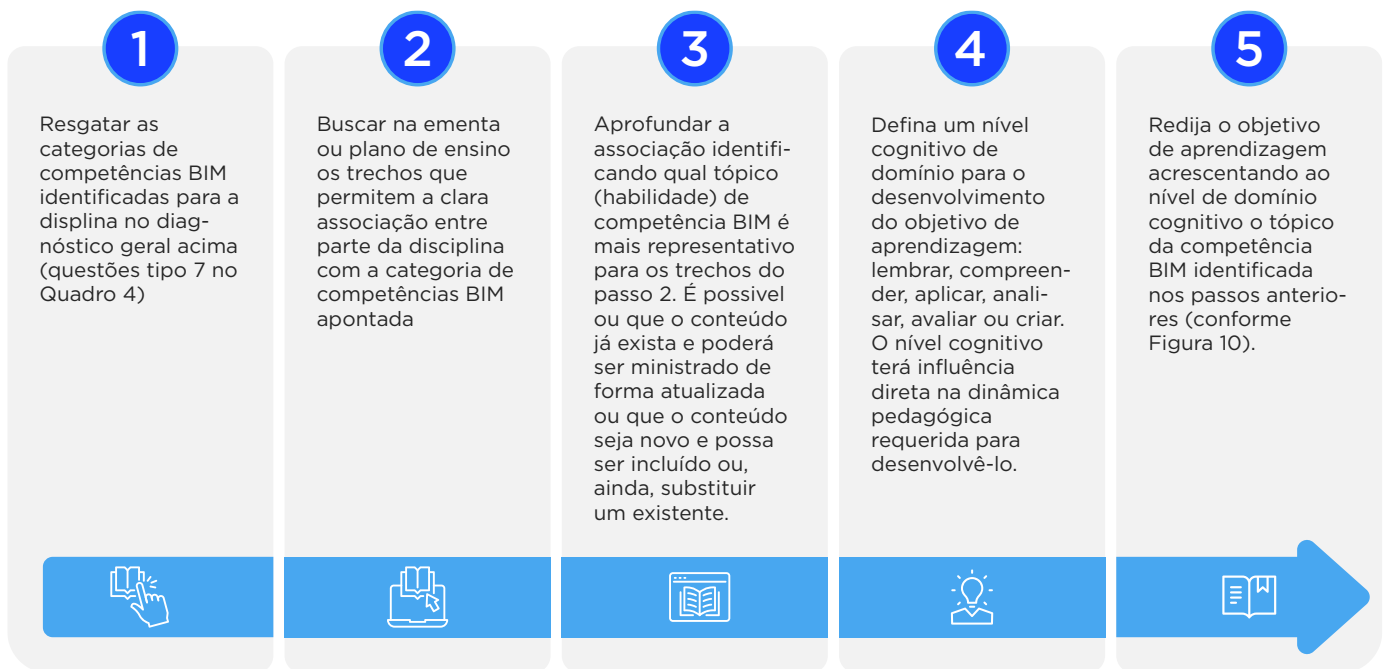 1
Resgatar as
categorias de
competências BIM
identificadas para a
displina no diag-
nóstico geral acima
(questões tipo 7 no
Quadro 4)
2
Buscar na ementa
ou plano de ensino
os trechos que
permitem a clara
associação entre
parte da disciplina
com a categoria de
competências BIM
apontada
3
Aprofundar a
associação identifi-
cando qual tópico
(habilidade) de
competência BIM é
mais representativo
para os trechos do
passo 2. É possivel
ou que o conteúdo
já exista e poderá
ser ministrado de
forma atualizada
ou que o conteúdo
seja novo e possa
ser incluído ou,
ainda, substituir
um existente.
4
Defina um nível
cognitivo de
domínio para o
desenvolvimento
do objetivo de
aprendizagem:
lembrar, compreen-
der, aplicar, anali-
sar, avaliar ou criar.
O nível cognitivo
terá influência
direta na dinâmica
pedagógica
requerida para
desenvolvê-lo.
5
Redija o objetivo
de aprendizagem
acrescentando ao
nível de domínio
cognitivo o tópico
da competência
BIM identificada
nos passos anterio-
res (conforme
Figura 10).